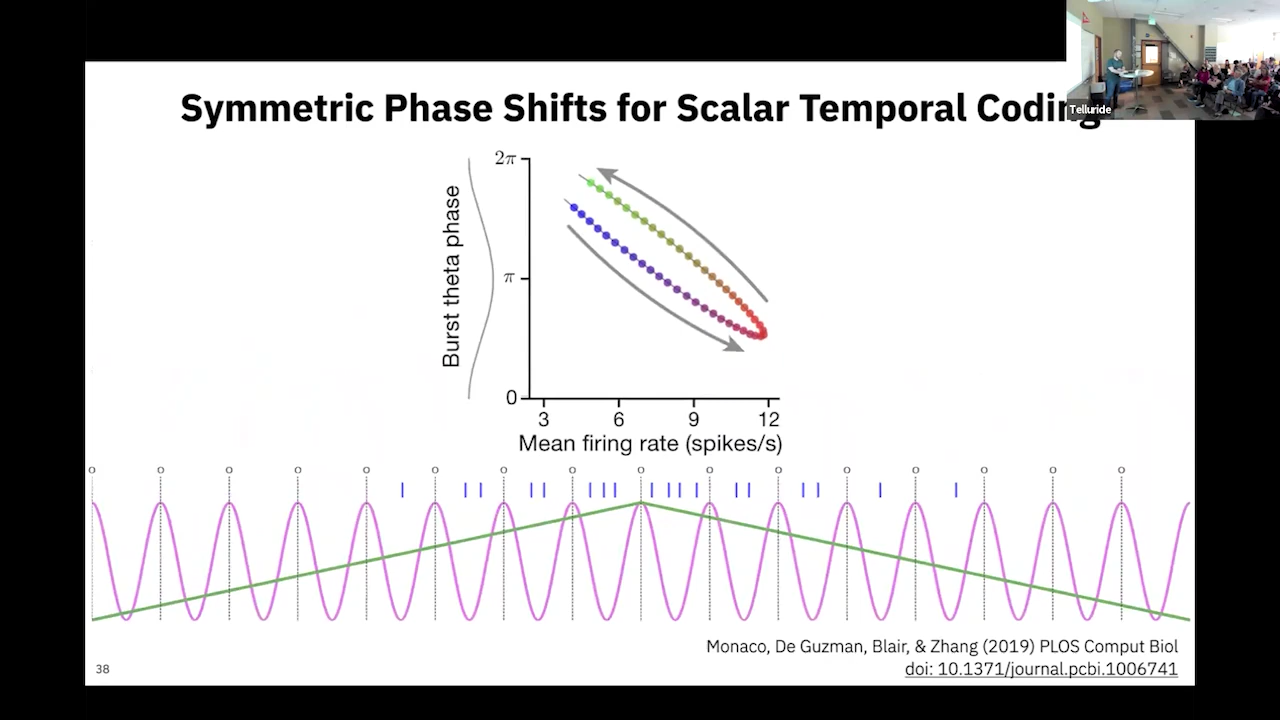 Symmetric Phase Shifts for Scalar Temporal Coding
Telluride
2π
π
0
Burst theta phase
3 6 9 12
Mean firing rate (spikes/s)
Monaco, De Guzman, Blair, & Zhang (2019) PLOS Comput Biol
38
doi: 10.1371/journal.pcbi.1006741